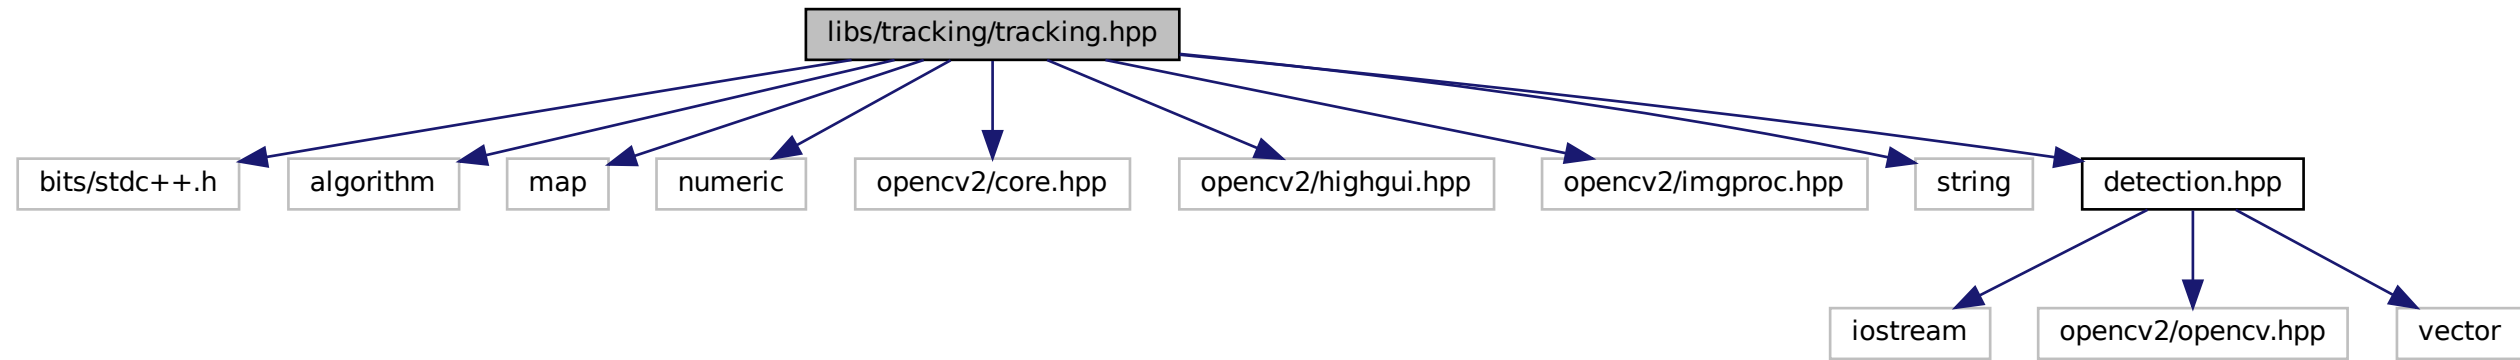 libs/tracking/tracking.hpp
bits/stdc++.h
algorithm
map
numeric
opencv2/core.hpp
opencv2/highgui.hpp
opencv2/imgproc.hpp
string
detection.hpp
iostream
opencv2/opencv.hpp
vector